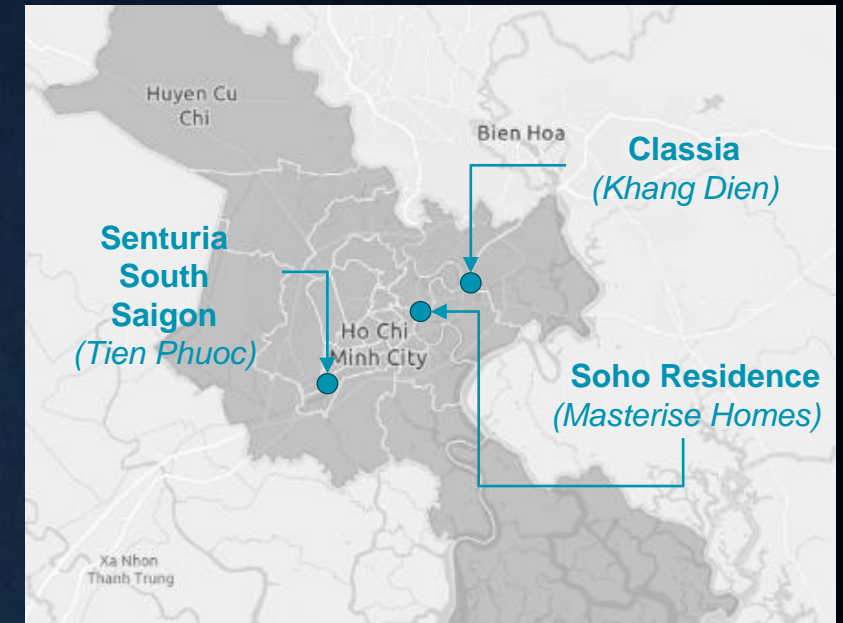 Huyen Cu
Chi
Bien Hoa
Classia
(Khang Dien)
Senturia
South
Saigon
(Tien Phuoc)
Ho Chi
Minh City
Soho Residence
(Masterise Homes)
Xa Nhon
Thanh Trung